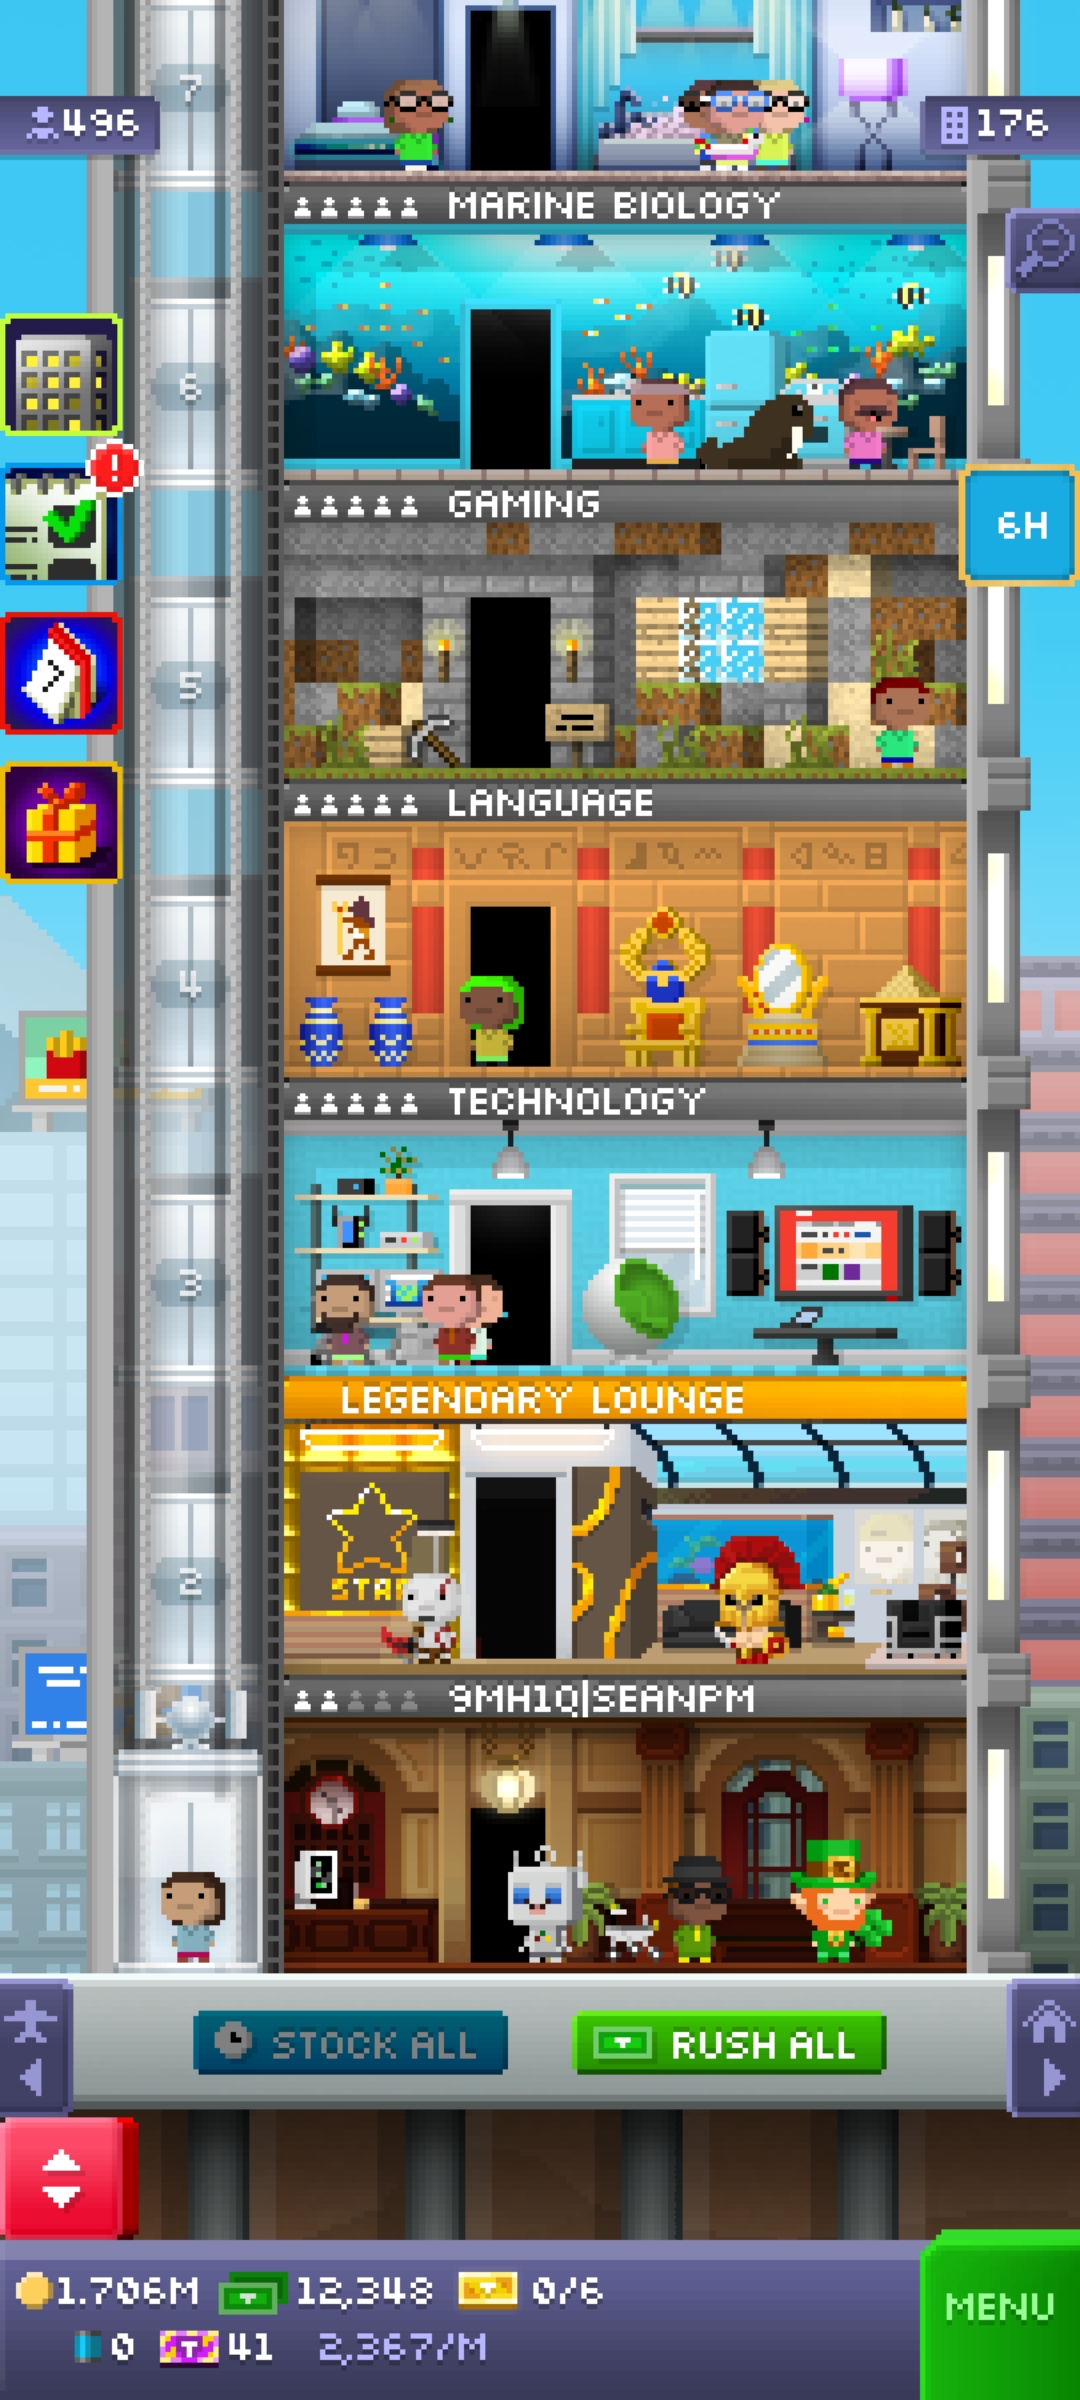 7
496
176
MARINE BIOLOGY
6
GAMING
6H
5
LANGUAGE
4
TECHNOLOGY
3
LEGENDARY LOUNGE
STAR
2
9MH1Q|SEANPM
STOCK ALL
RUSH ALL
1.706M 12,348 0/6
MENU
0 41 2,367/M